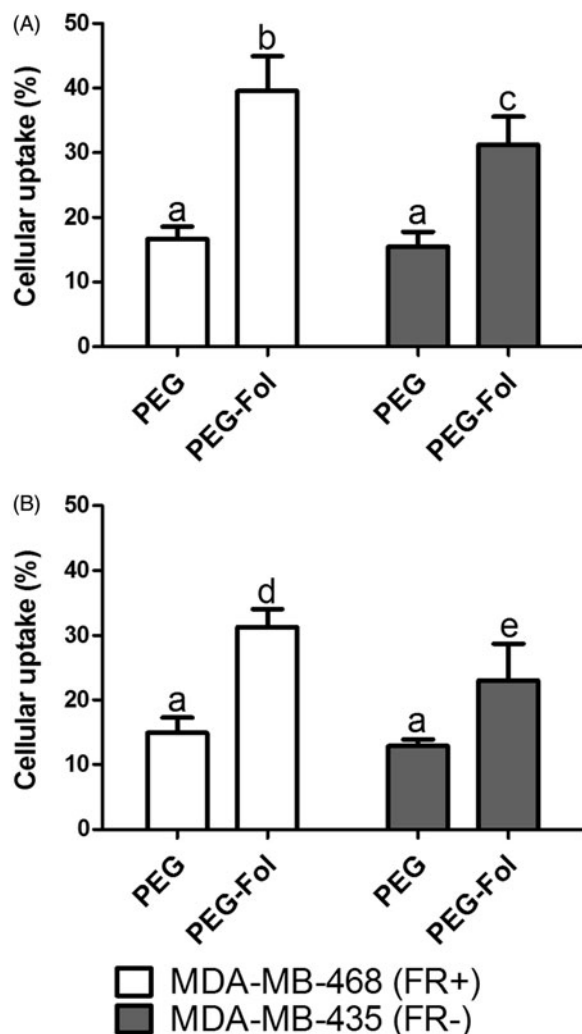 (A)
Cellular uptake (%)
50
40
30
20
10
0
a
b
a
c
PEG
PEG-Fol
PEG
PEG-Fol
(B)
Cellular uptake (%)
50
40
30
20
10
0
a
d
a
e
PEG
PEG-Fol
PEG
PEG-Fol
MDA-MB-468 (FR+)
MDA-MB-435 (FR-)